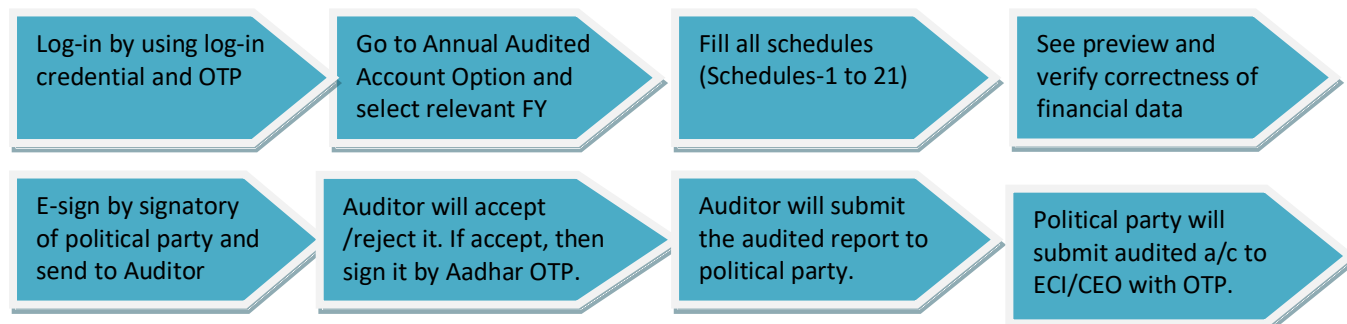 Log-in by using log-in
credential and OTP
Go to Annual Audited
Account Option and
select relevant FY
Fill all schedules
(Schedules-1 to 21)
See preview and
verify correctness of
financial data
E-sign by signatory
of political party and
send to Auditor
Auditor will accept
/reject it. If accept, then
sign it by Aadhar OTP.
Auditor will submit
the audited report to
political party.
Political party will
submit audited a/c to
ECI/CEO with OTP.